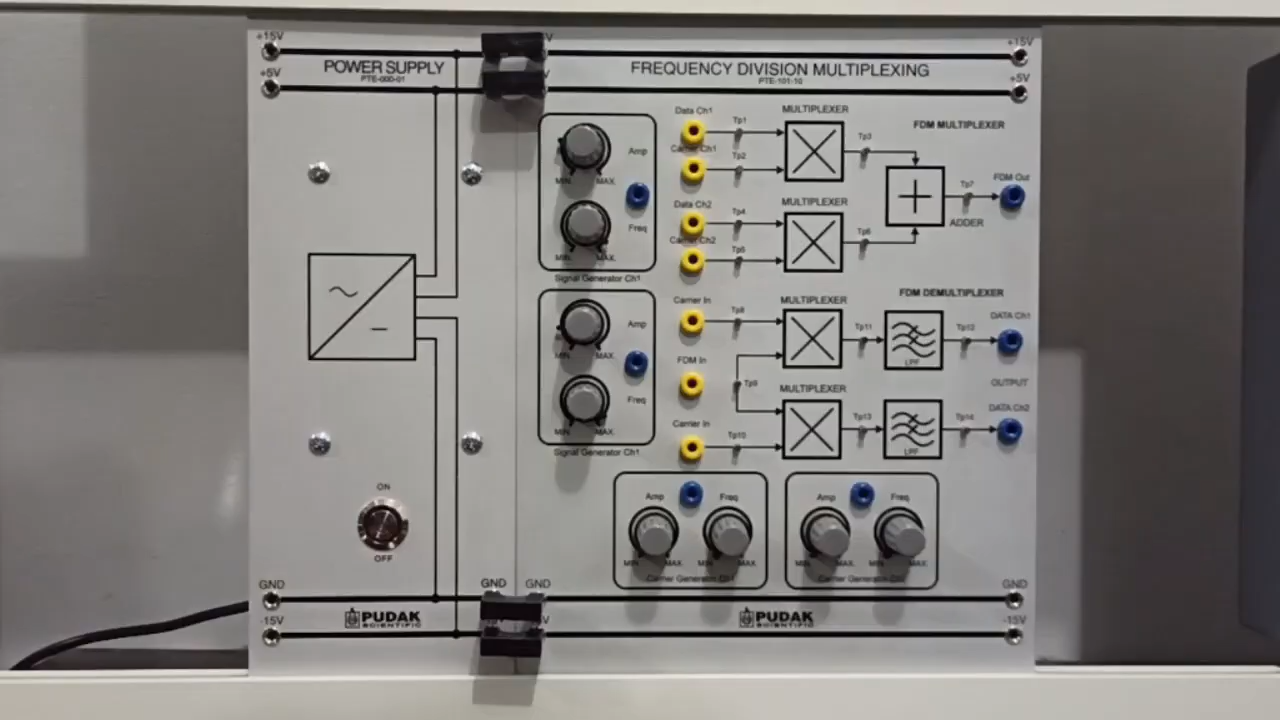 +15V
+5V
POWER SUPPLY
PTE-000-01
ON
OFF
GND
-15V
PUDAK
SCIENTIFIC
GND
GND
FREQUENCY DIVISION MULTIPLEXING
PTE-101-10
+15V
+5V
Amp
MIN MAX
Freq
MIN MAX
Signal Generator Ch1
Amp
MIN MAX
Freq
MIN MAX
Signal Generator Ch1
Data Ch1
Tp1
Carrier Ch1
Tp2
MULTIPLEXER
Tp3
FDM MULTIPLEXER
Data Ch2
Tp4
Carrier Ch2
Tp5
MULTIPLEXER
Tp6
ADDER
Tp7
FDM Out
FDM DEMULTIPLEXER
Carrier In
Tp8
MULTIPLEXER
Tp11
LPF
Tp12
DATA Ch1
FDM In
Tp9
OUTPUT
Carrier In
Tp10
MULTIPLEXER
Tp13
LPF
Tp14
DATA Ch2
Amp Freq
MIN MAX MIN MAX
Carrier Generator Ch1
Amp Freq
MIN MAX MIN MAX
Carrier Generator
PUDAK
SCIENTIFIC
GND
-15V